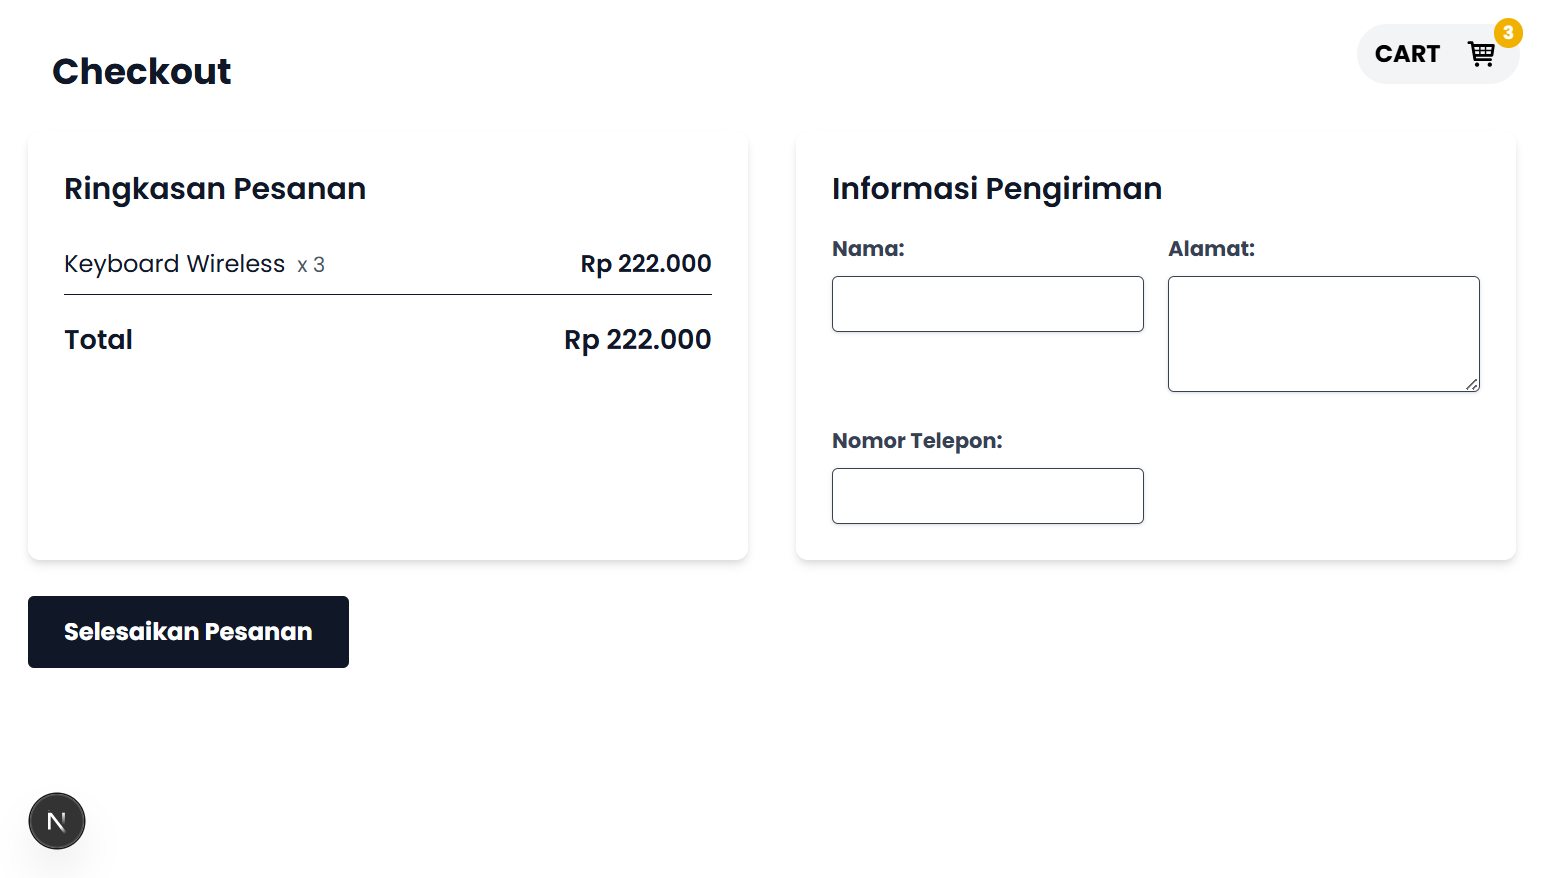 Checkout
CART
3
Ringkasan Pesanan
Keyboard Wireless x 3 Rp 222.000
Total Rp 222.000
Informasi Pengiriman
Nama:
Alamat:
Nomor Telepon:
Selesaikan Pesanan
N